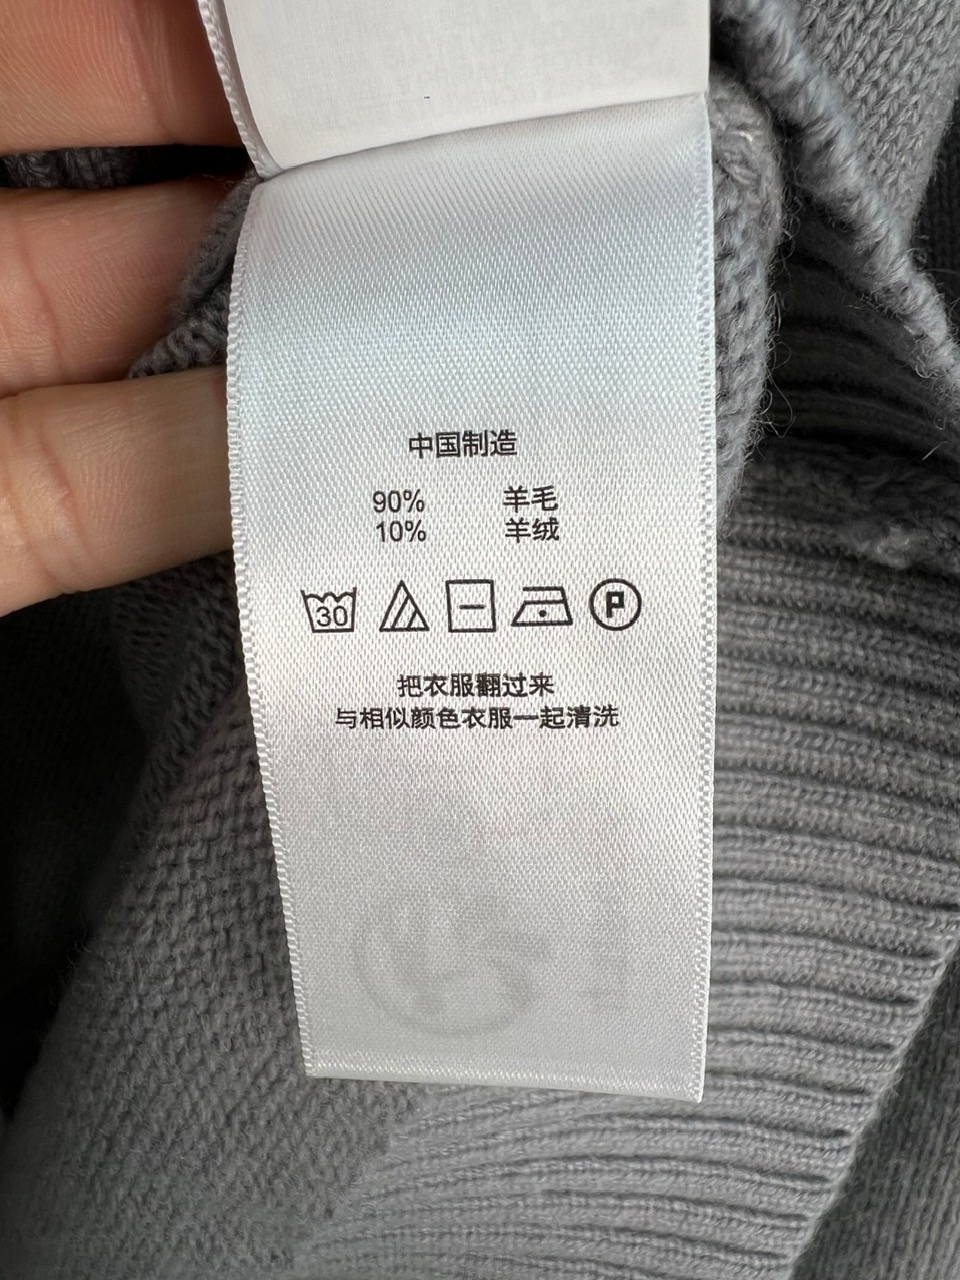 中国制造
90% 羊毛
10% 羊绒
30 P
把衣服翻过来
与相似颜色衣服一起清洗